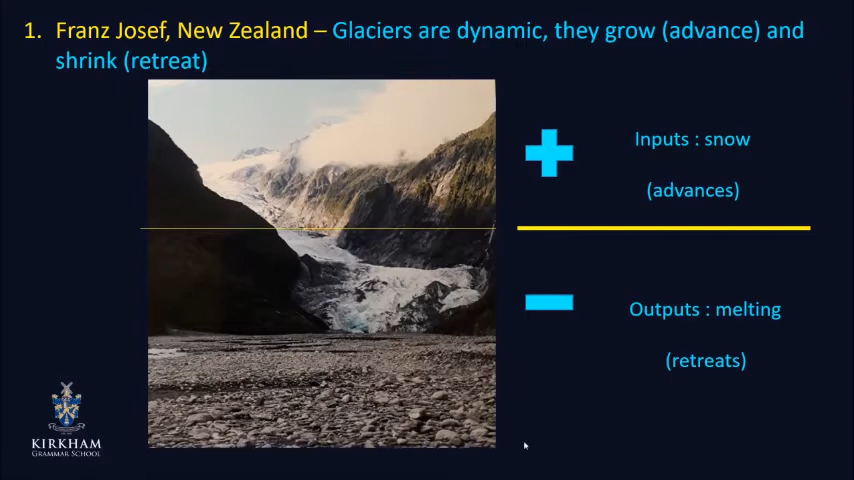 1. Franz Josef, New Zealand – Glaciers are dynamic, they grow (advance) and
shrink (retreat)
Inputs : snow
(advances)
Outputs : melting
(retreats)
KIRKHAM
GRAMMAR SCHOOL